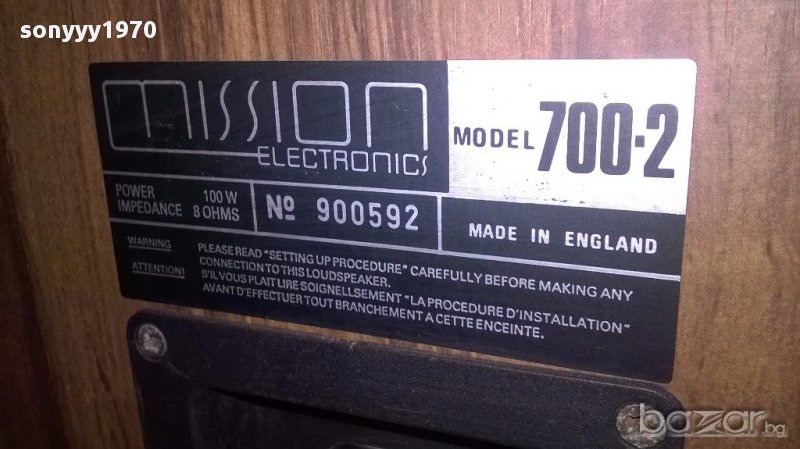 sonyyy1970
mission
ELECTRONICS
MODEL 700·2
POWER 100 W
IMPEDANCE 8 OHMS
Nº 900592
MADE IN ENGLAND
WARNING PLEASE READ "SETTING UP PROCEDURE" CAREFULLY BEFORE MAKING ANY
CONNECTION TO THIS LOUDSPEAKER.
ATTENTION! S'IL VOUS PLAIT LIRE SOIGNELLSEMENT "LA PROCEDURE D'INSTALLATION"
AVANT D'EFFECTUER TOUT BRANCHEMENT A CETTE ENCEINTE.
bazar.bg